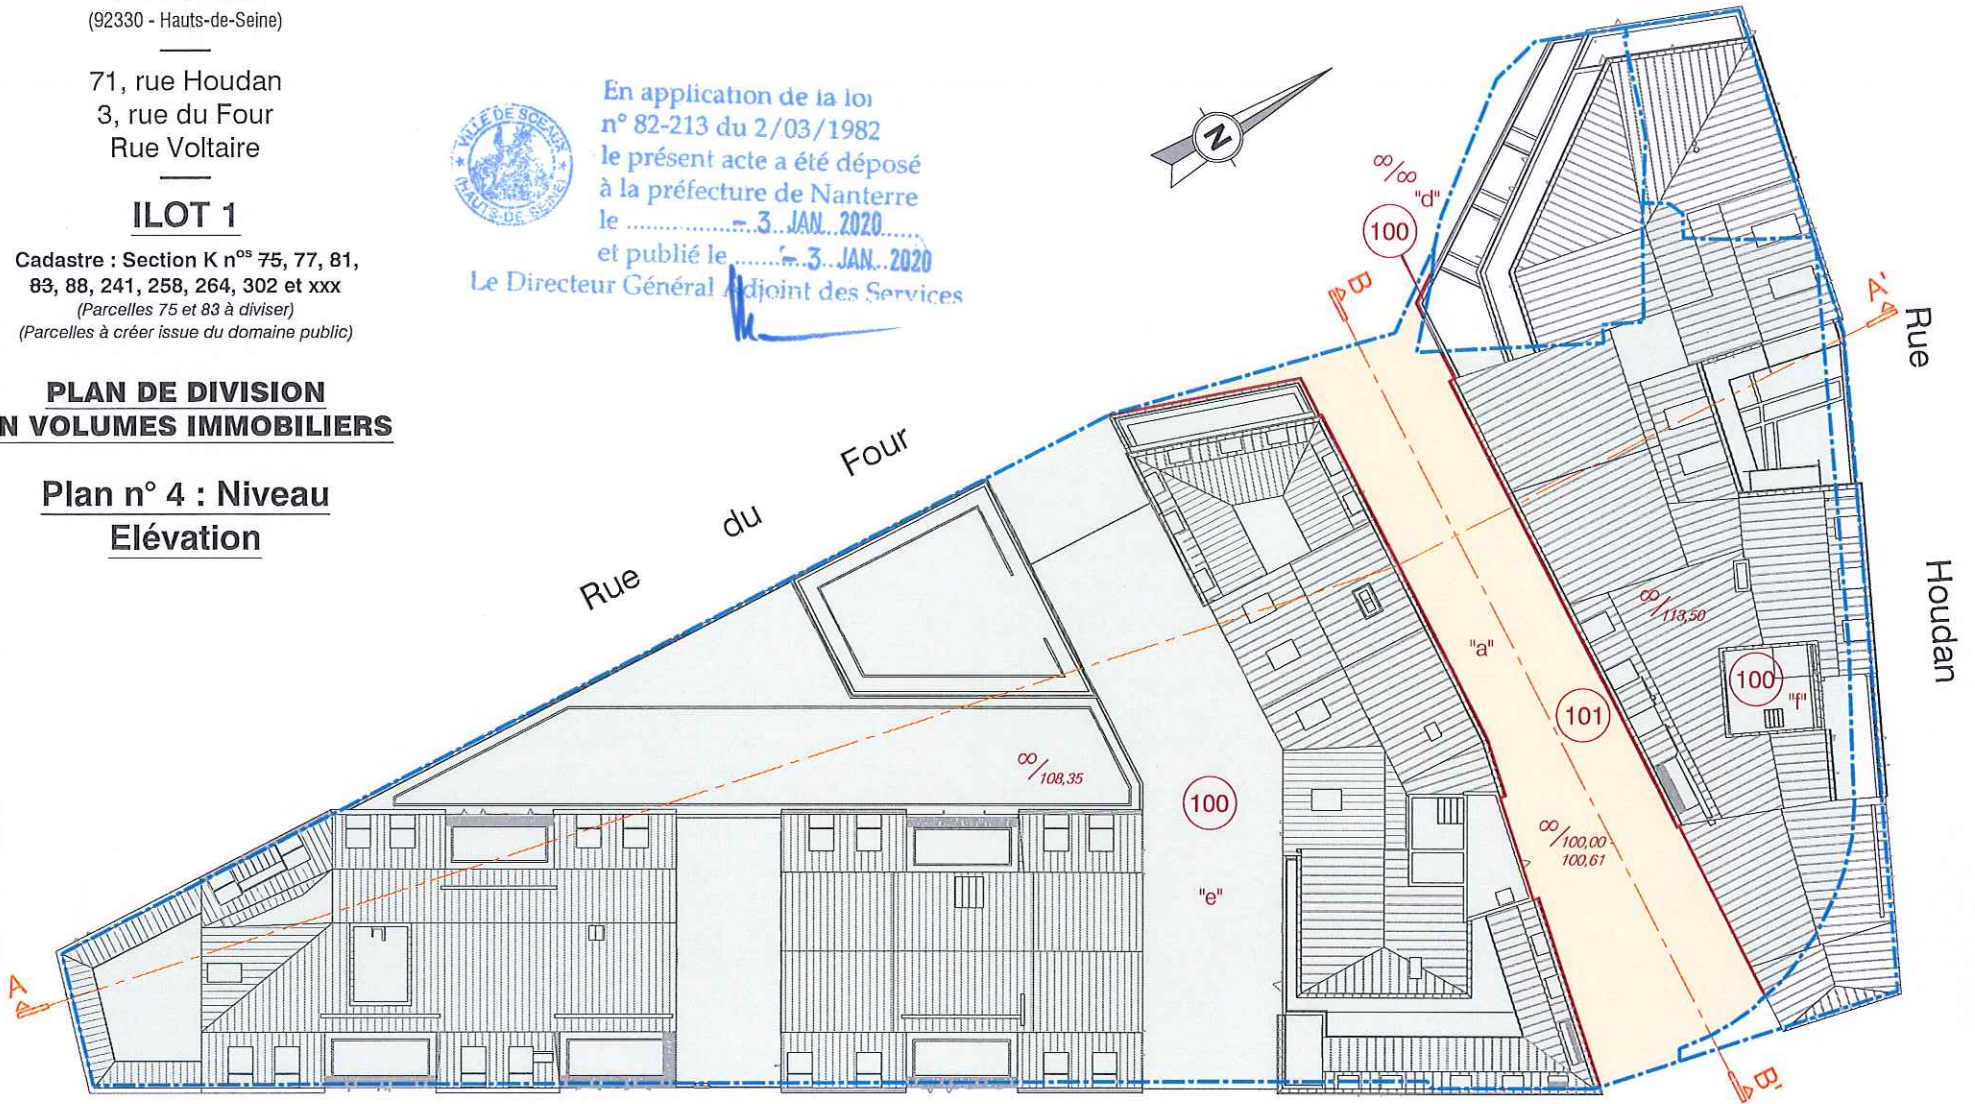 (92330 - Hauts-de-Seine)
71, rue Houdan
3, rue du Four
Rue Voltaire
ILOT 1
Cadastre : Section K nos 75, 77, 81,
83, 88, 241, 258, 264, 302 et xxx
(Parcelles 75 et 83 à diviser)
(Parcelles à créer issue du domaine public)
PLAN DE DIVISION
N VOLUMES IMMOBILIERS
Plan n° 4 : Niveau
Elévation
VILLE DE SCEAUX
(HAUTS-DE-SEINE)
En application de la loi
n° 82-213 du 2/03/1982
le présent acte a été déposé
à la préfecture de Nanterre
le ................ - 3. JAN. 2020......
et publié le ........ - 3. JAN. 2020
Le Directeur Général Adjoint des Services
N
∞/∞
"d"
100
B
A'
Rue
Houdan
Rue du Four
∞/113,50
"a"
100
"f"
101
∞/108,35
100
"e"
∞/100,00
100,61
A
B'